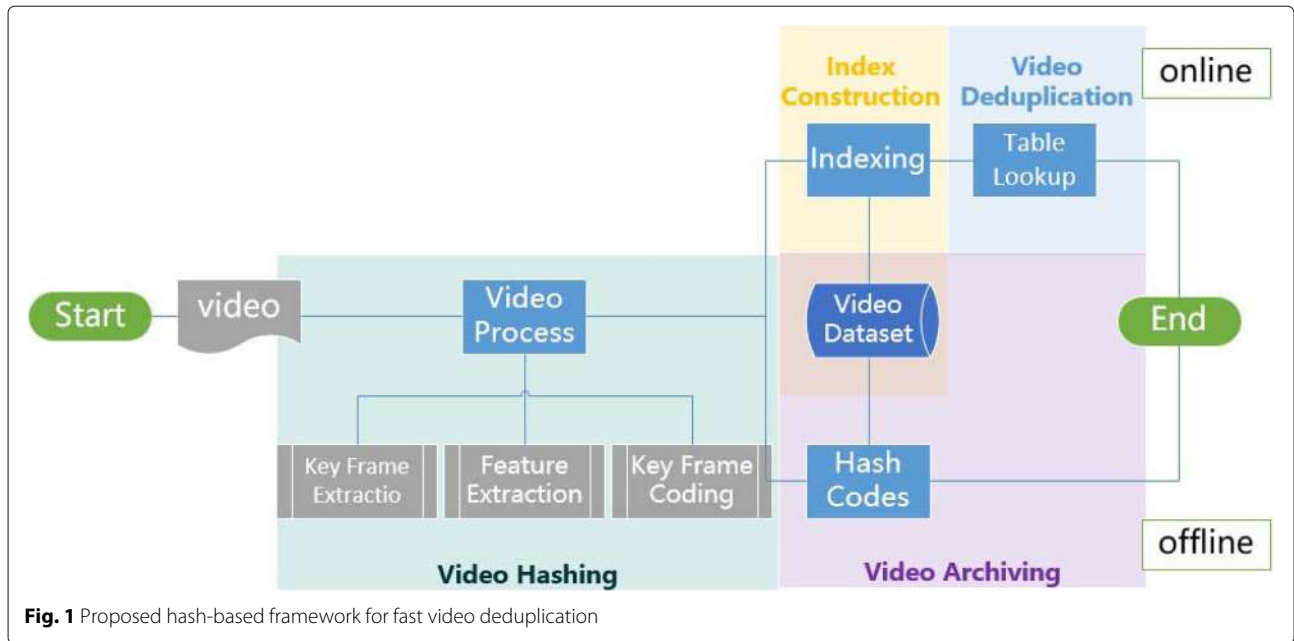 Index
Construction
Video
Deduplication
online
Indexing
Table
Lookup
Start
video
Video
Process
Video
Dataset
End
Key Frame
Extractio
Feature
Extraction
Key Frame
Coding
Hash
Codes
offline
Video Hashing
Video Archiving
Fig. 1 Proposed hash-based framework for fast video deduplication